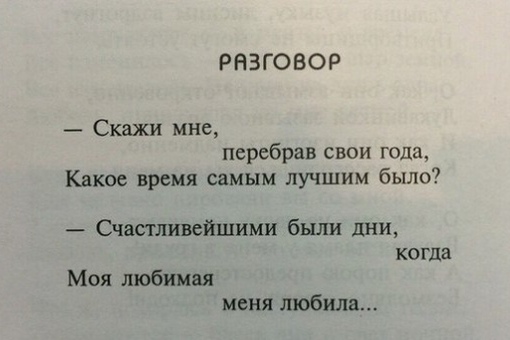 РАЗГОВОР
— Скажи мне,
перебрав свои года,
Какое время самым лучшим было?
— Счастливейшими были дни,
когда
Моя любимая
меня любила...